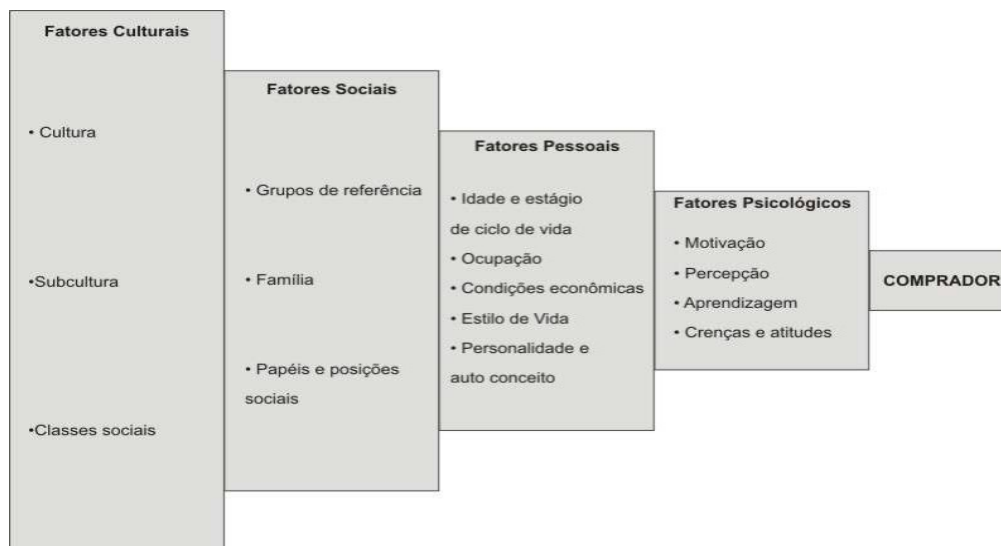 Fatores Culturais
• Cultura
•Subcultura
•Classes sociais
Fatores Sociais
• Grupos de referência
• Família
• Papéis e posições
sociais
Fatores Pessoais
• Idade e estágio
de ciclo de vida
• Ocupação
• Condições econômicas
• Estilo de Vida
• Personalidade e
auto conceito
Fatores Psicológicos
• Motivação
• Percepção
• Aprendizagem
• Crenças e atitudes
COMPRADOR